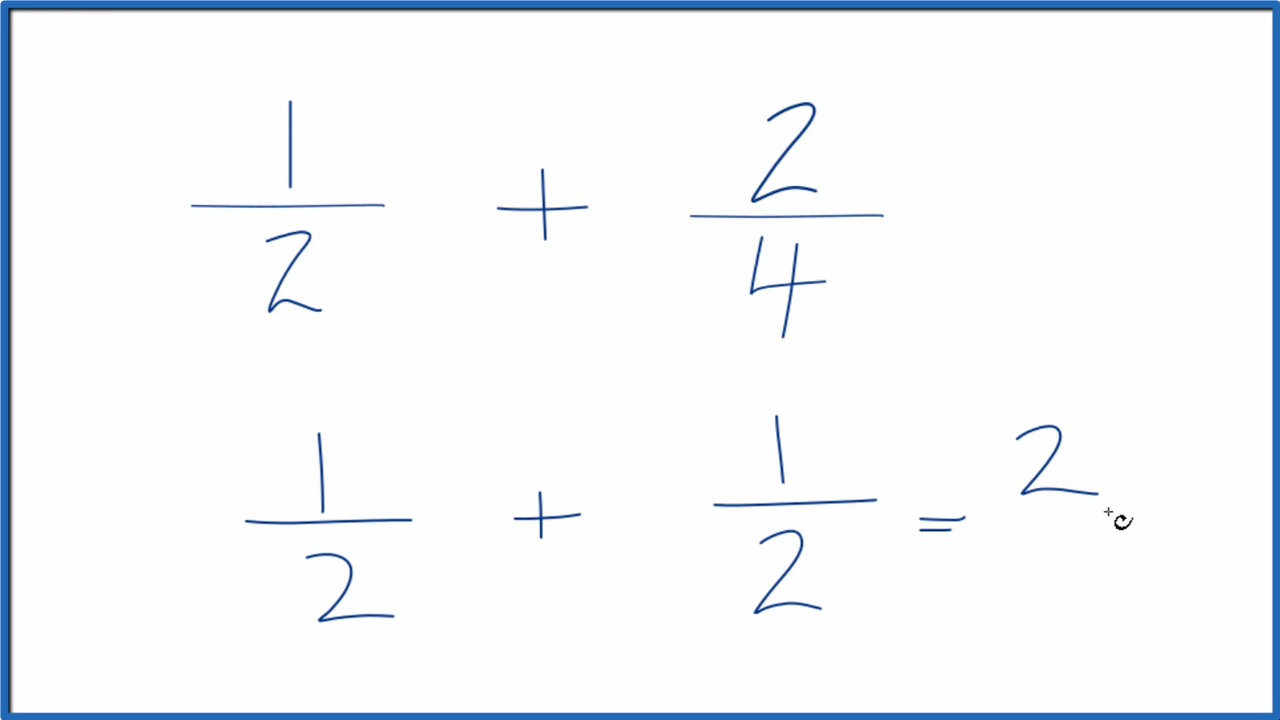 1/2 + 2/4
1/2 + 1/2 = 2